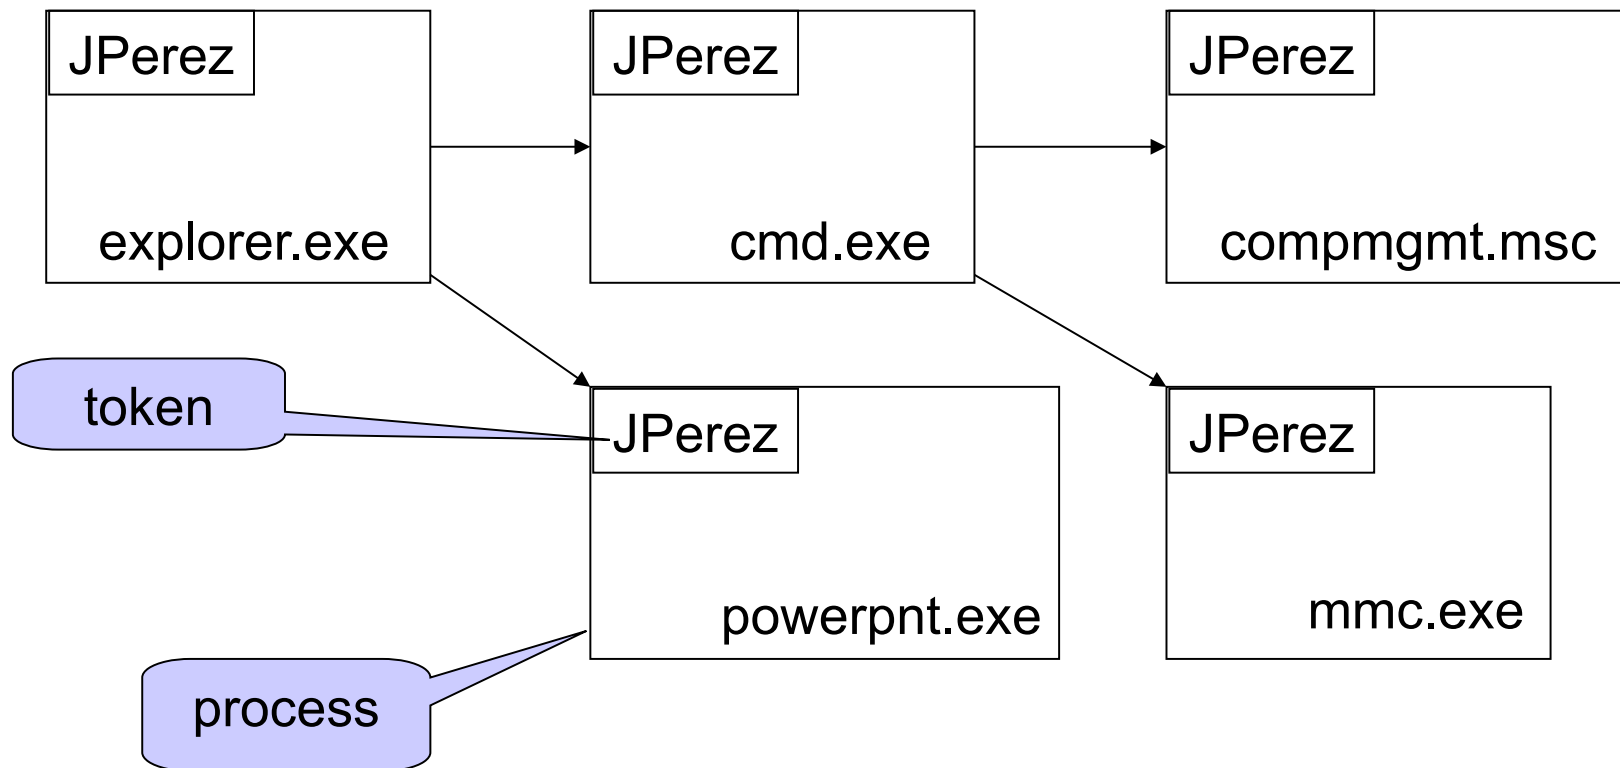 JPerez
JPerez
JPerez
explorer.exe
cmd.exe
compmgmt.msc
token
JPerez
JPerez
powerpnt.exe
mmc.exe
process